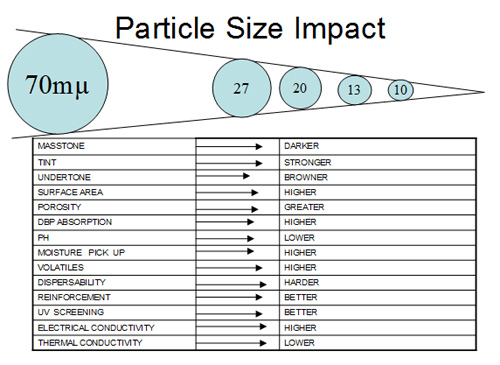 Particle Size Impact
70mµ 27 20 13 10
MASSTONE DARKER
TINT STRONGER
UNDERTONE BROWNER
SURFACE AREA HIGHER
POROSITY GREATER
DBP ABSORPTION HIGHER
PH LOWER
MOISTURE PICK UP HIGHER
VOLATILES HIGHER
DISPERSABILITY HARDER
REINFORCEMENT BETTER
UV SCREENING BETTER
ELECTRICAL CONDUCTIVITY HIGHER
THERMAL CONDUCTIVITY LOWER